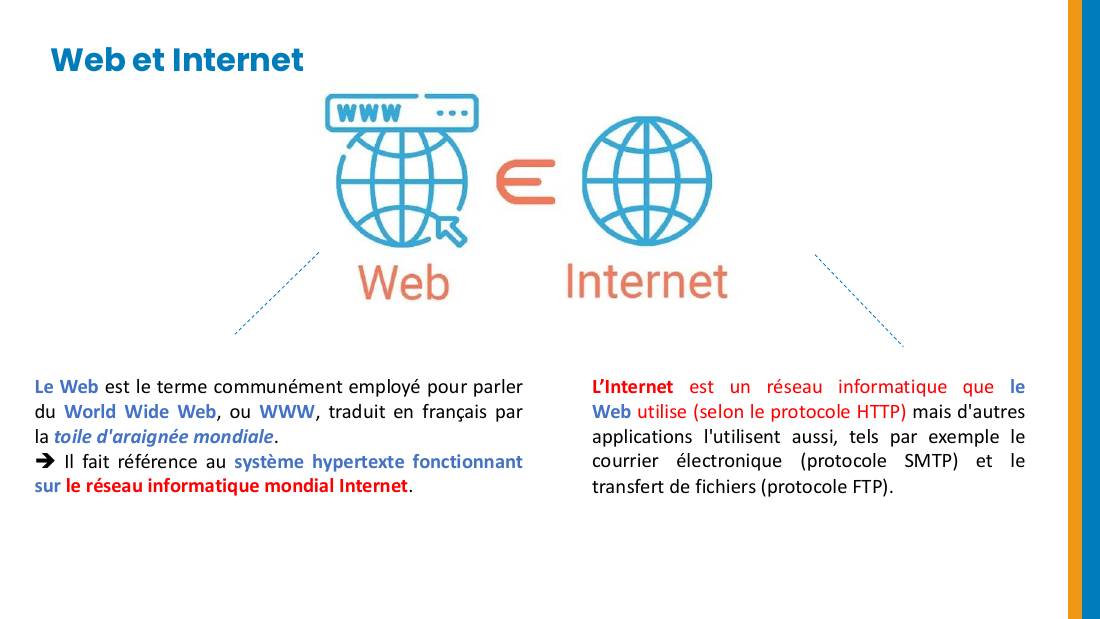 Web et Internet
WWW ...
∈
Web
Internet
Le Web est le terme communément employé pour parler
du World Wide Web, ou WWW, traduit en français par
la toile d'araignée mondiale.
➔ Il fait référence au système hypertexte fonctionnant
sur le réseau informatique mondial Internet.
L’Internet est un réseau informatique que le
Web utilise (selon le protocole HTTP) mais d'autres
applications l'utilisent aussi, tels par exemple le
courrier électronique (protocole SMTP) et le
transfert de fichiers (protocole FTP).